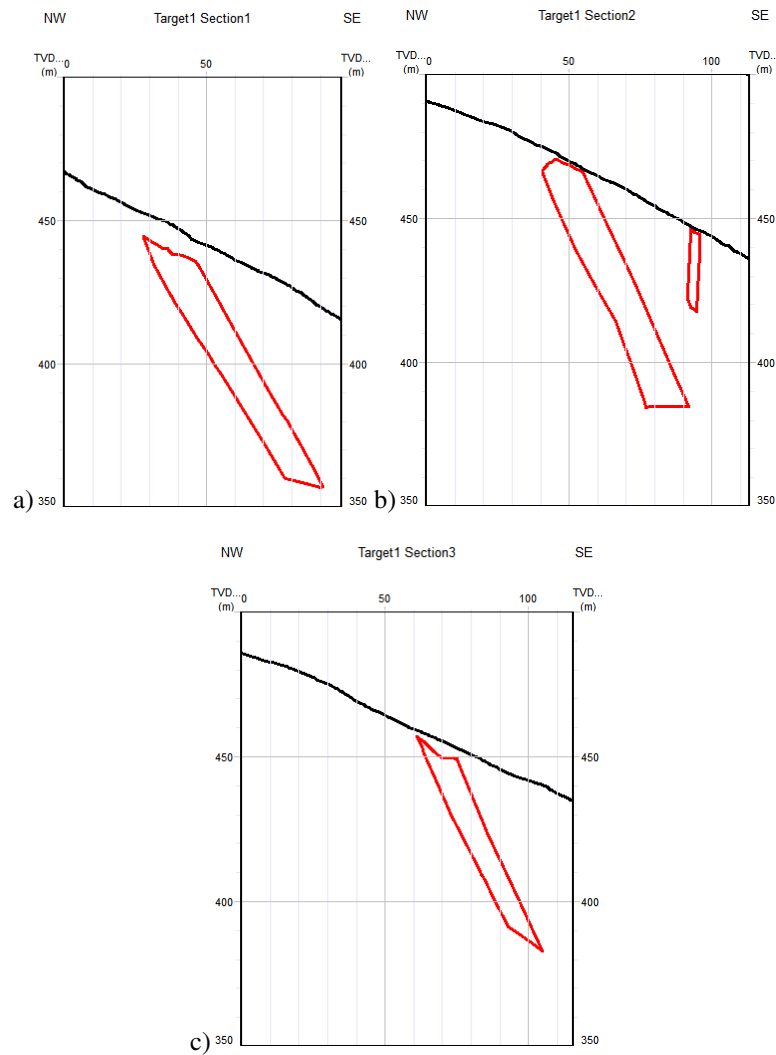 NW Target1 Section1 SE
TVD... TVD...
(m) 0 50 (m)
450 450
400 400
a) 350 350
NW Target1 Section2 SE
TVD... TVD...
(m) 0 50 100 (m)
450 450
400 400
b) 350 350
NW Target1 Section3 SE
TVD... TVD...
(m) 0 50 100 (m)
450 450
400 400
c) 350 350